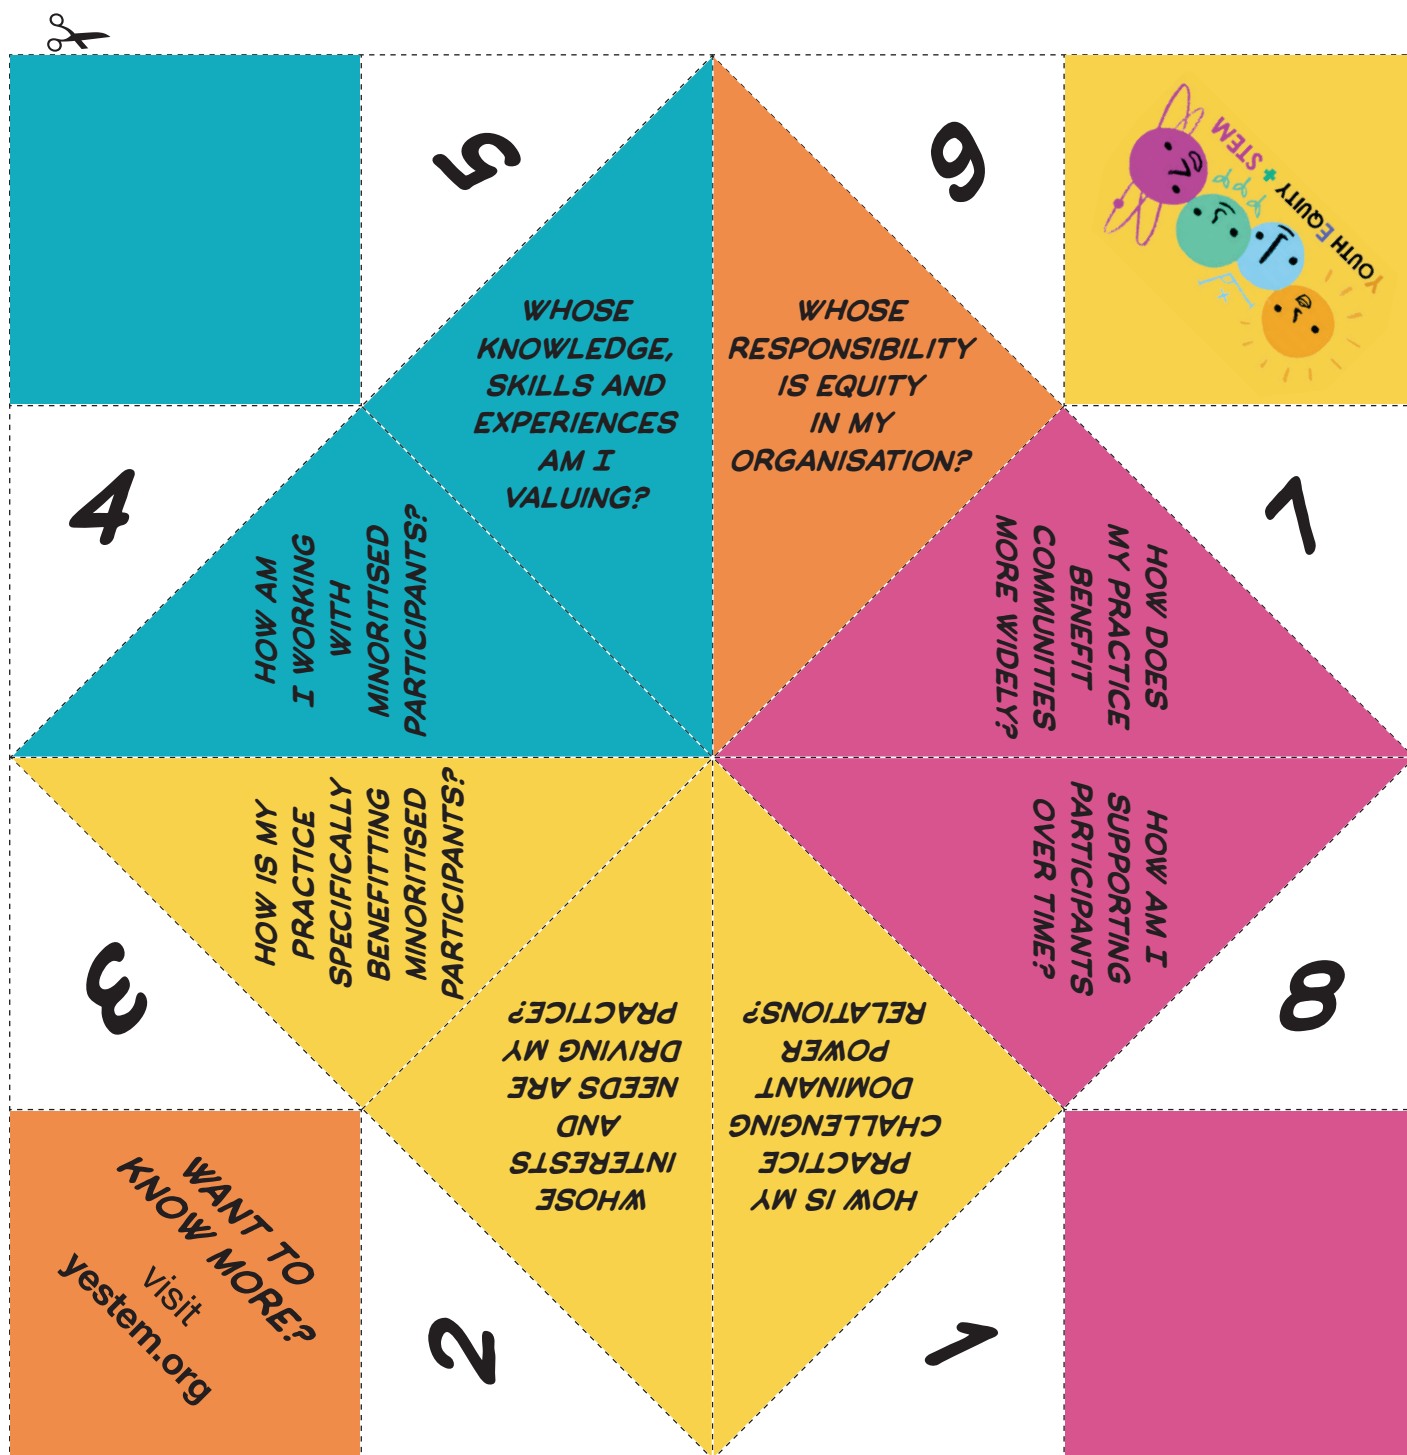 5
6
YOUTH EQUITY + STEM
WHOSE
KNOWLEDGE,
SKILLS AND
EXPERIENCES
AM I
VALUING?
WHOSE
RESPONSIBILITY
IS EQUITY
IN MY
ORGANISATION?
4
HOW AM
I WORKING
WITH
MINORITISED
PARTICIPANTS?
HOW DOES
MY PRACTICE
BENEFIT
COMMUNITIES
MORE WIDELY?
7
3
HOW IS MY
PRACTICE
SPECIFICALLY
BENEFITTING
MINORITISED
PARTICIPANTS?
HOW AM I
SUPPORTING
PARTICIPANTS
OVER TIME?
8
WHOSE
INTERESTS
AND
NEEDS ARE
DRIVING MY
PRACTICE?
HOW IS MY
PRACTICE
CHALLENGING
DOMINANT
POWER
RELATIONS?
WANT TO
KNOW MORE?
visit
yestem.org
2
1